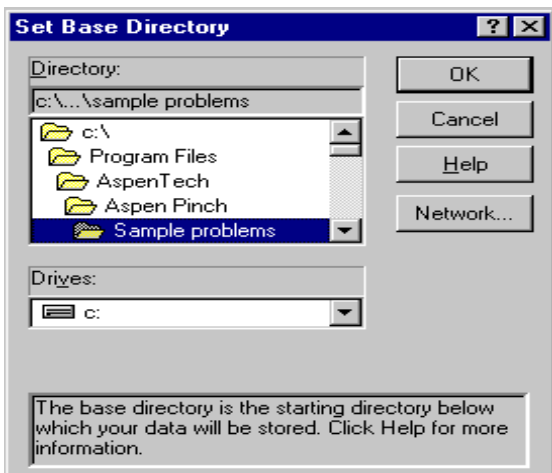 Set Base Directory
Directory:
c:\...\sample problems
c:\
Program Files
AspenTech
Aspen Pinch
Sample problems
Drives:
c:
OK
Cancel
Help
Network...
The base directory is the starting directory below
which your data will be stored. Click Help for more
information.